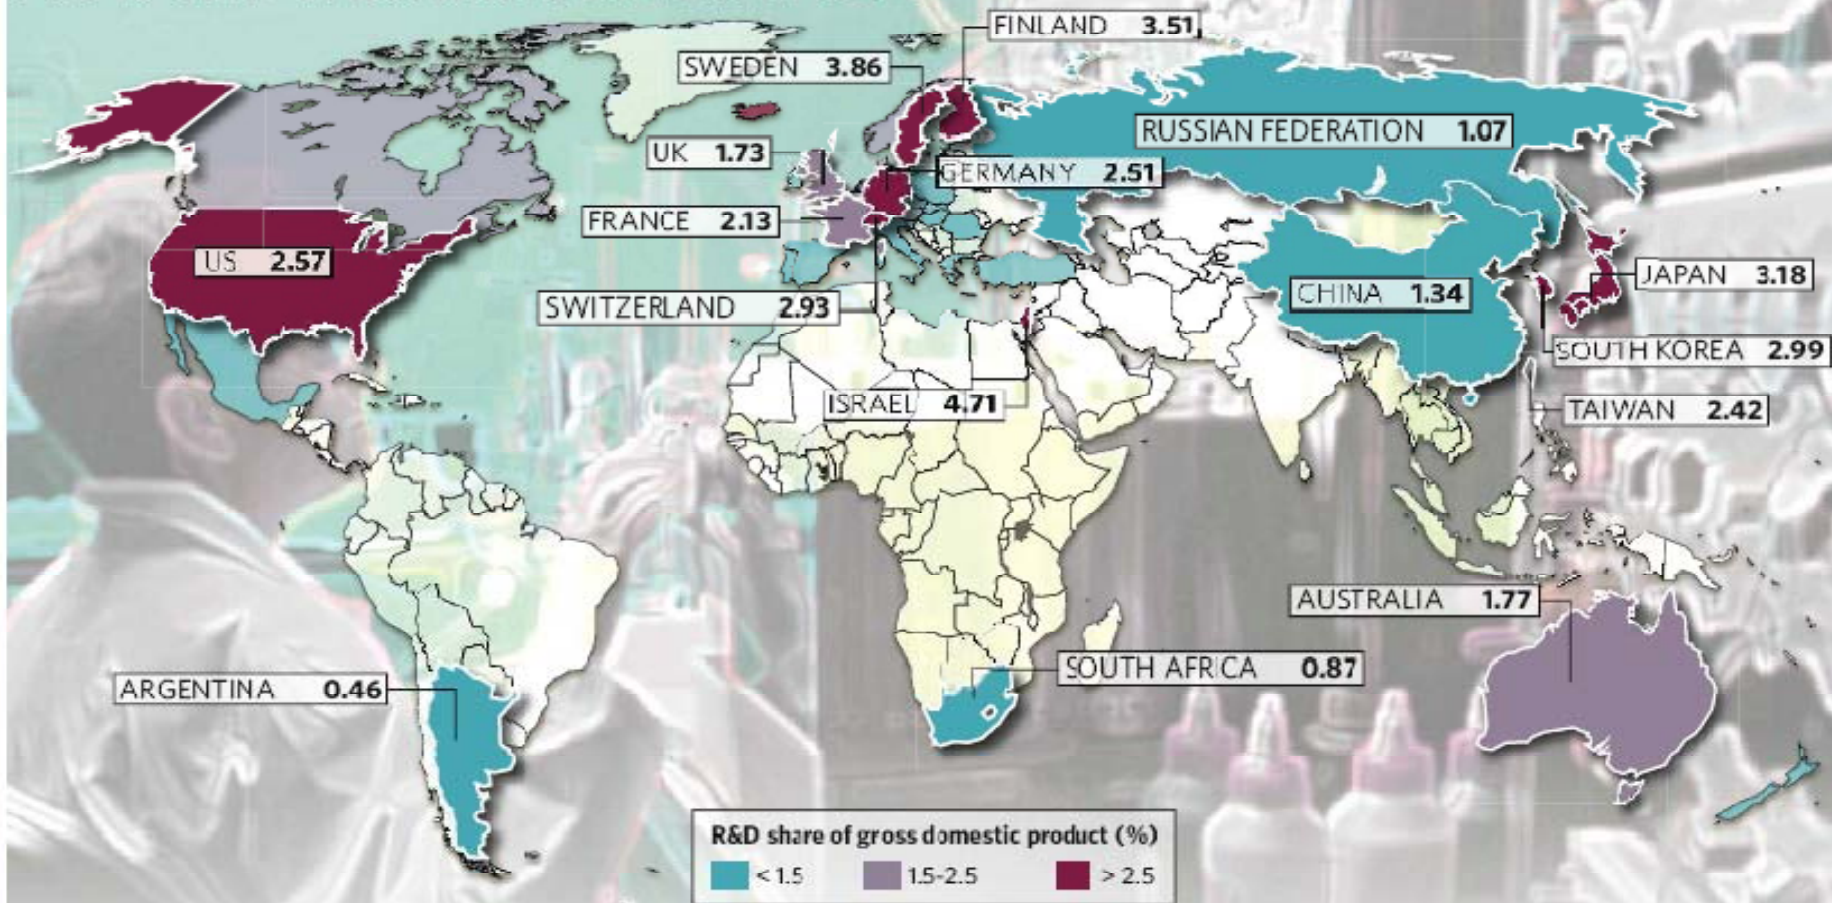 FINLAND 3.51
SWEDEN 3.86
RUSSIAN FEDERATION 1.07
UK 1.73
GERMANY 2.51
FRANCE 2.13
US 2.57
JAPAN 3.18
CHINA 1.34
SWITZERLAND 2.93
SOUTH KOREA 2.99
ISRAEL 4.71
TAIWAN 2.42
AUSTRALIA 1.77
SOUTH AFRICA 0.87
ARGENTINA 0.46
R&D share of gross domestic product (%)
< 1.5 1.5-2.5 > 2.5